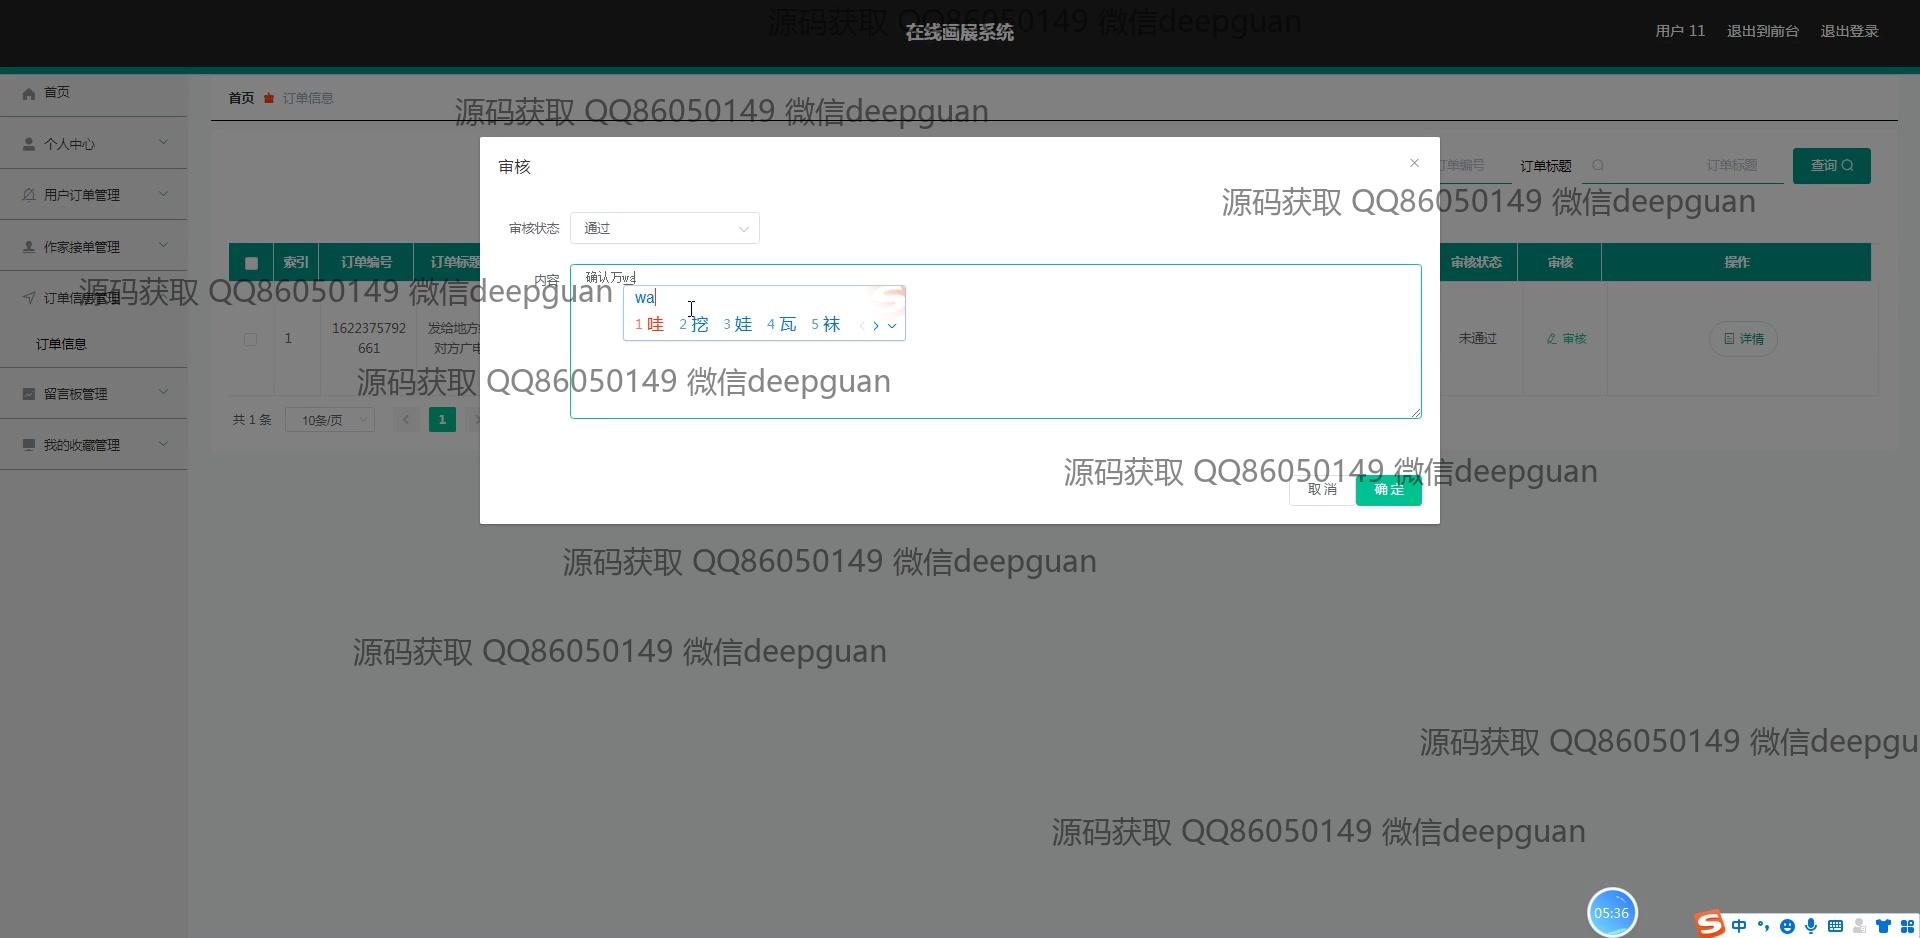 源码获取 QQ86050149 微信deepguan
在线画展系统
用户 11
退出到前台
退出登录
首页
个人中心
用户订单管理
作家接单管理
订单信息管理
订单信息
留言板管理
我的收藏管理
首页
订单信息
源码获取 QQ86050149 微信deepguan
订单编号
订单标题
订单标题
查询
源码获取 QQ86050149 微信deepguan
索引
订单编号
订单标题
审核状态
审核
操作
源码获取 QQ86050149 微信deepguan
1
1622375792
661
发给地方
对方广电
未通过
审核
详情
源码获取 QQ86050149 微信deepguan
共 1 条
10条/页
1
审核
审核状态
通过
内容
确认万wa
wa
1 哇 2 挖 3 娃 4 瓦 5 袜
源码获取 QQ86050149 微信deepguan
取消
确定
源码获取 QQ86050149 微信deepguan
源码获取 QQ86050149 微信deepguan
源码获取 QQ86050149 微信deepgu
源码获取 QQ86050149 微信deepguan
05:36
中